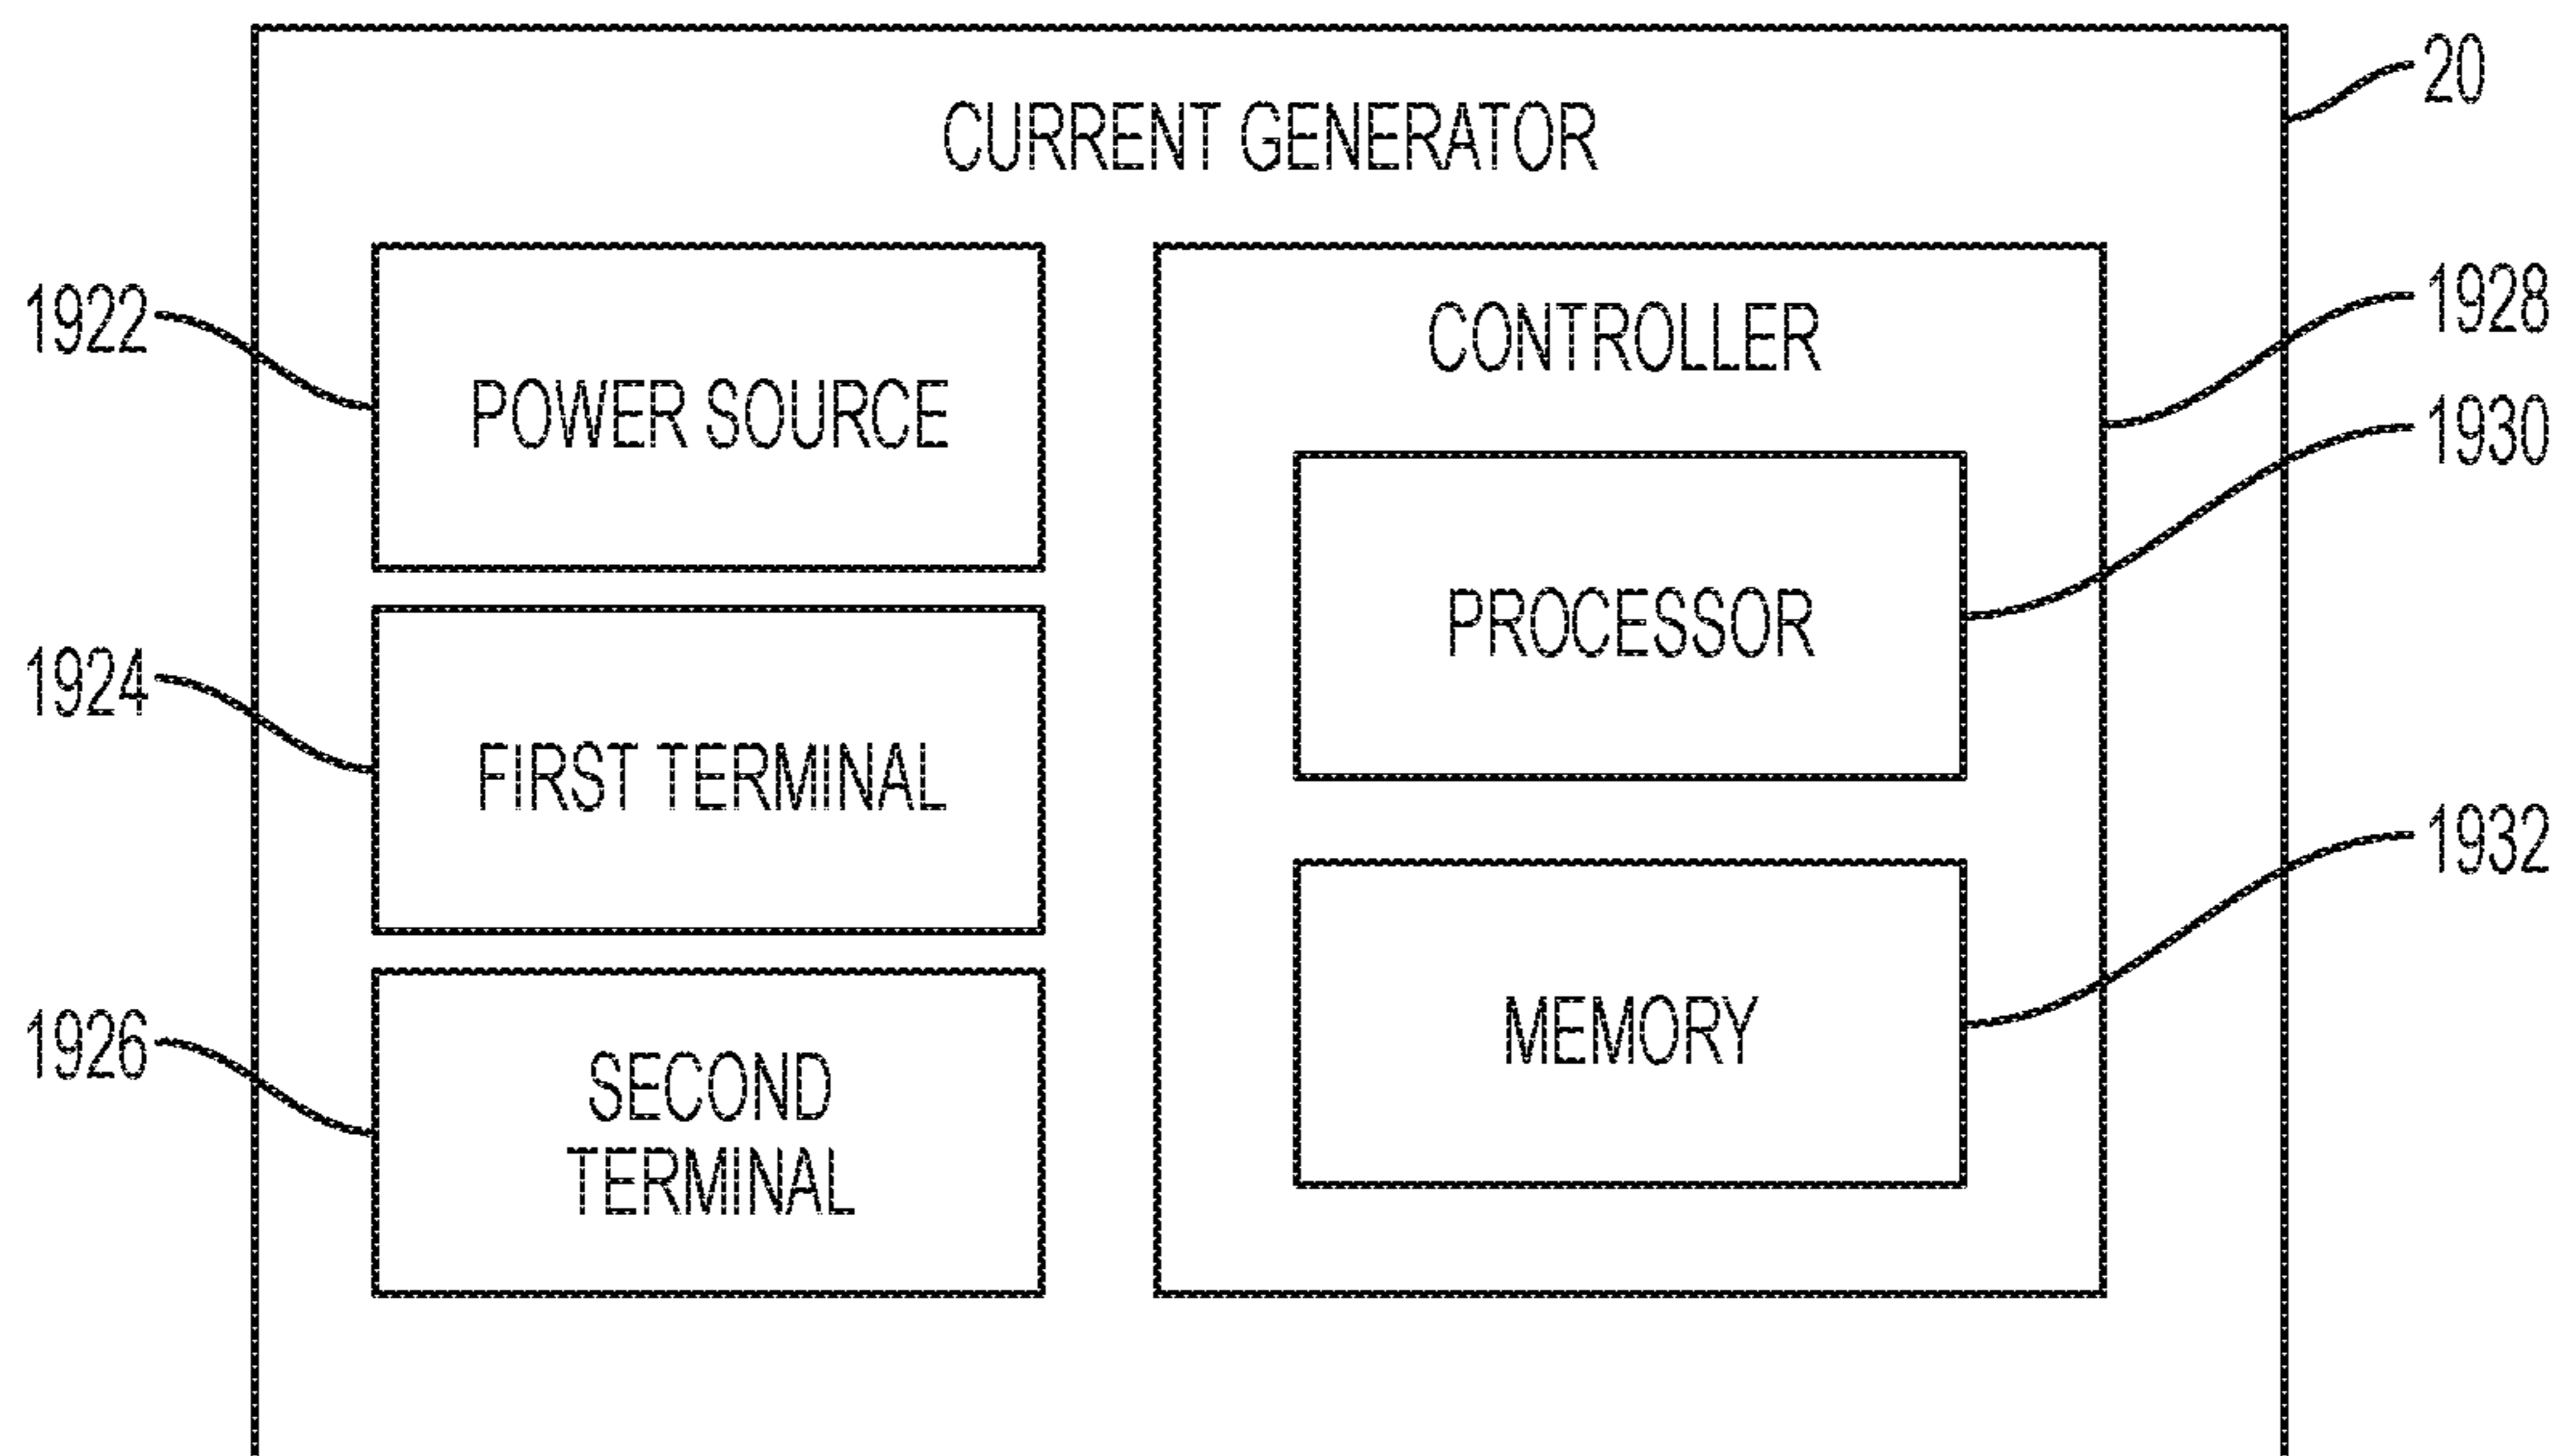 20
CURRENT GENERATOR
1922
POWER SOURCE
1924
FIRST TERMINAL
1926
SECOND
TERMINAL
1928
CONTROLLER
1930
PROCESSOR
1932
MEMORY